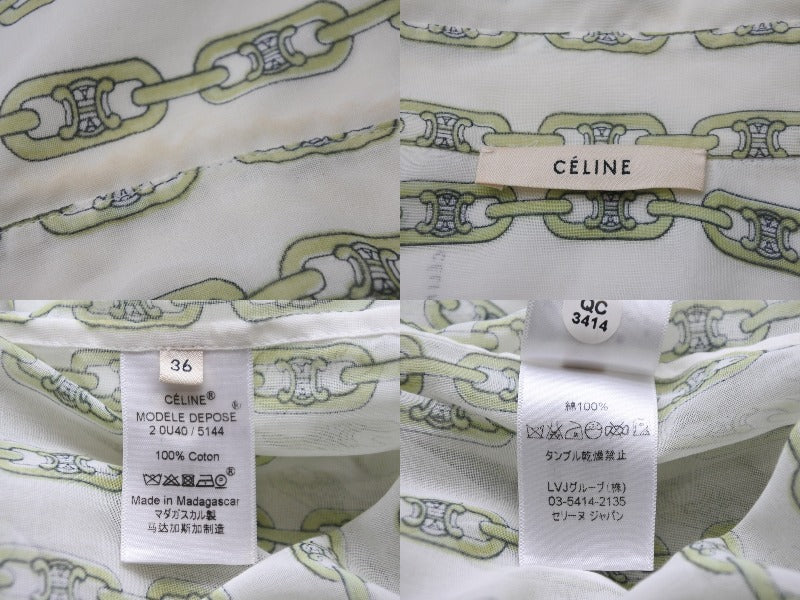 CÉLINE
36
CÉLINE®
MODELE DEPOSE
2 0U40 / 5144
100% Coton
Made in Madagascar
マダガスカル製
马达加斯加制造
QC
3414
綿100%
タンブル乾燥禁止
LVJグループ(株)
03-5414-2135
セリーヌ ジャパン